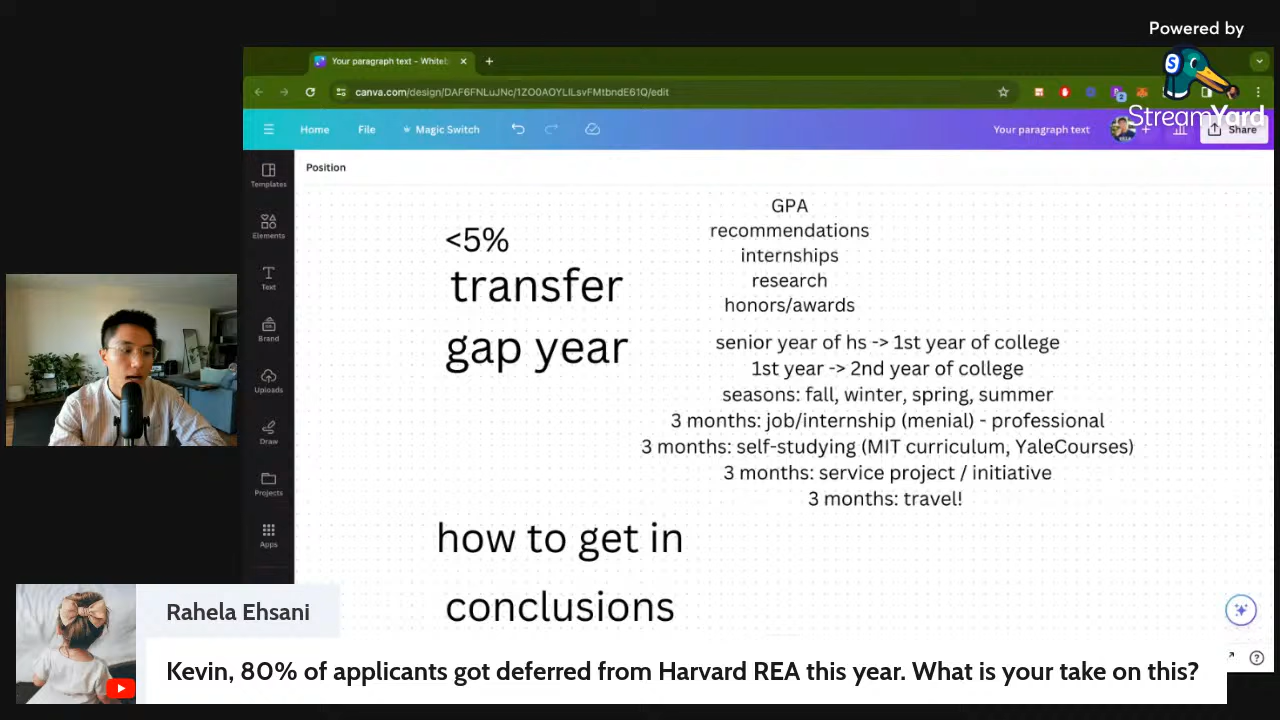 Powered by
StreamYard
Your paragraph text - Whiteb
canva.com/design/DAF6FNLuJNc/1ZO0AOYLILsvFMtbndE61Q/edit
Home
File
Magic Switch
Your paragraph text
Share
Templates
Elements
Text
Brand
Uploads
Draw
Projects
Apps
Position
<5%
transfer
gap year
GPA
recommendations
internships
research
honors/awards
senior year of hs -> 1st year of college
1st year -> 2nd year of college
seasons: fall, winter, spring, summer
3 months: job/internship (menial) - professional
3 months: self-studying (MIT curriculum, YaleCourses)
3 months: service project / initiative
3 months: travel!
how to get in
conclusions
Rahela Ehsani
Kevin, 80% of applicants got deferred from Harvard REA this year. What is your take on this?